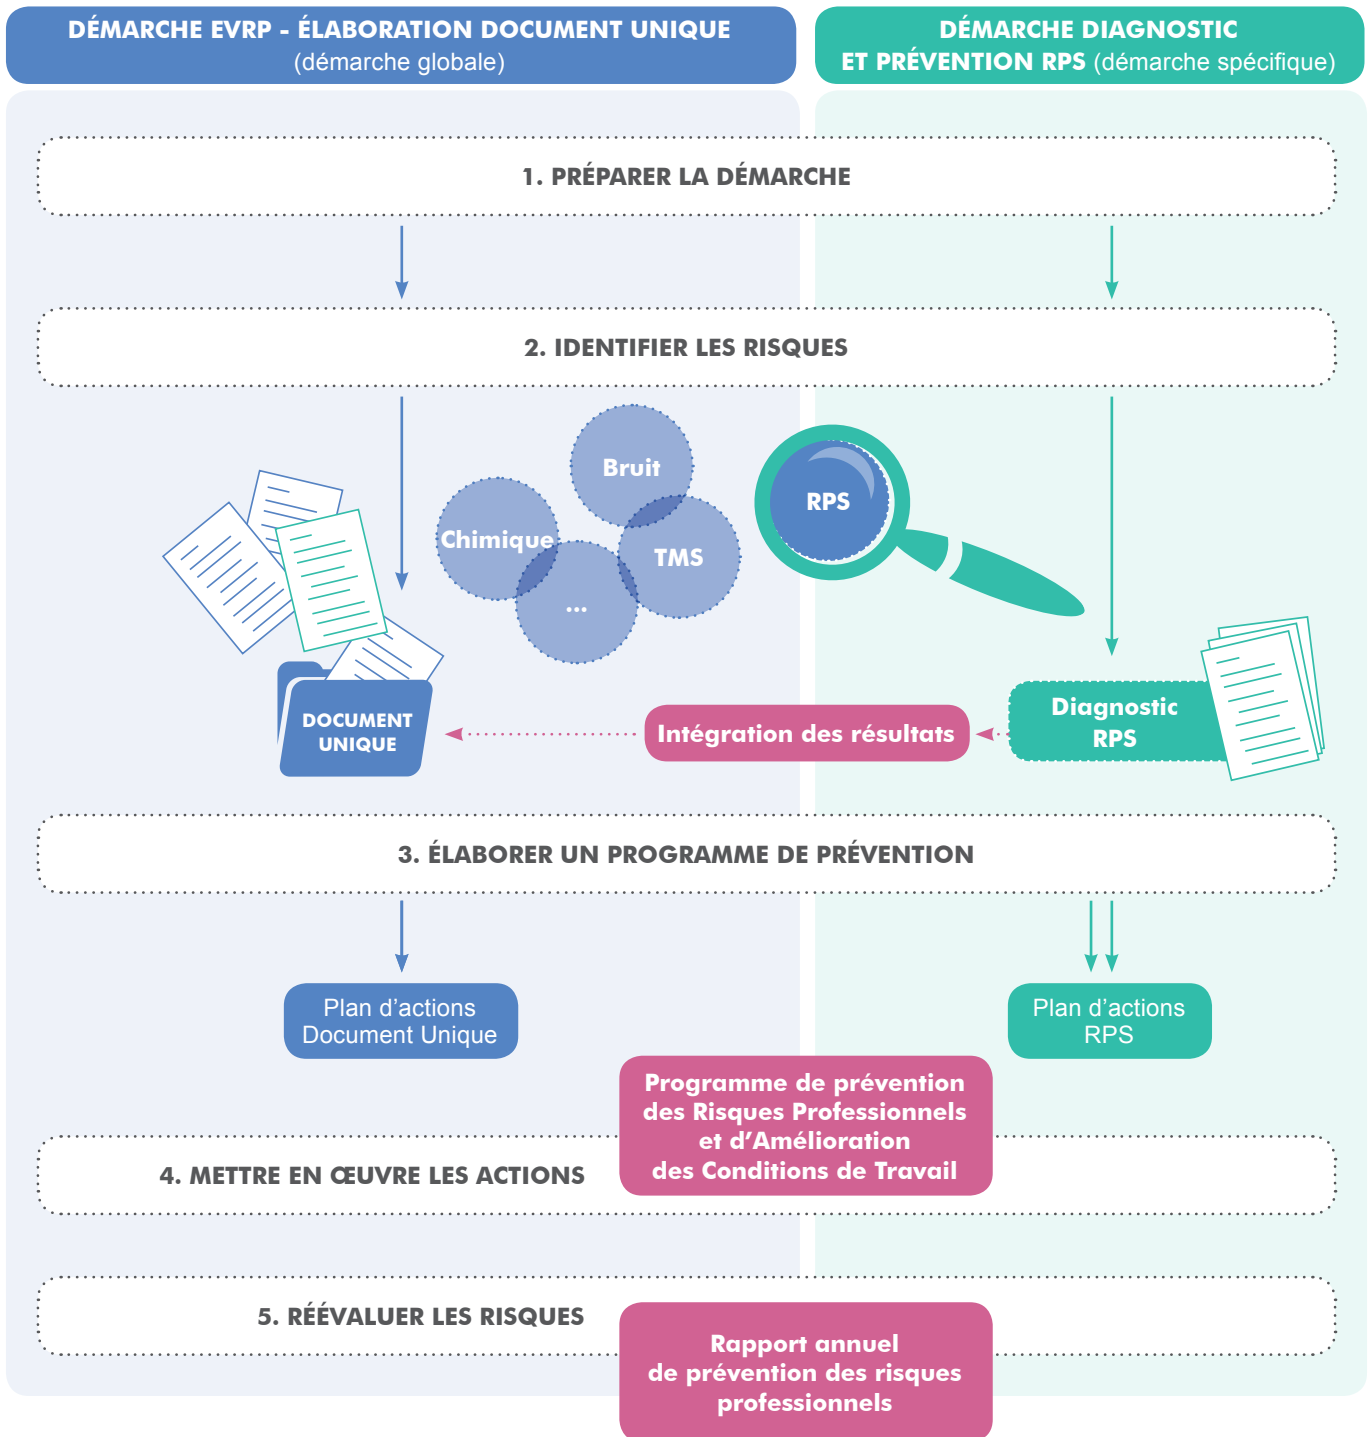 DÉMARCHE EVRP - ÉLABORATION DOCUMENT UNIQUE
(démarche globale)
DÉMARCHE DIAGNOSTIC
ET PRÉVENTION RPS (démarche spécifique)
1. PRÉPARER LA DÉMARCHE
2. IDENTIFIER LES RISQUES
Bruit
Chimique
TMS
...
RPS
DOCUMENT
UNIQUE
Intégration des résultats
Diagnostic
RPS
3. ÉLABORER UN PROGRAMME DE PRÉVENTION
Plan d’actions
Document Unique
Plan d’actions
RPS
Programme de prévention
des Risques Professionnels
et d’Amélioration
des Conditions de Travail
4. METTRE EN ŒUVRE LES ACTIONS
5. RÉÉVALUER LES RISQUES
Rapport annuel
de prévention des risques
professionnels